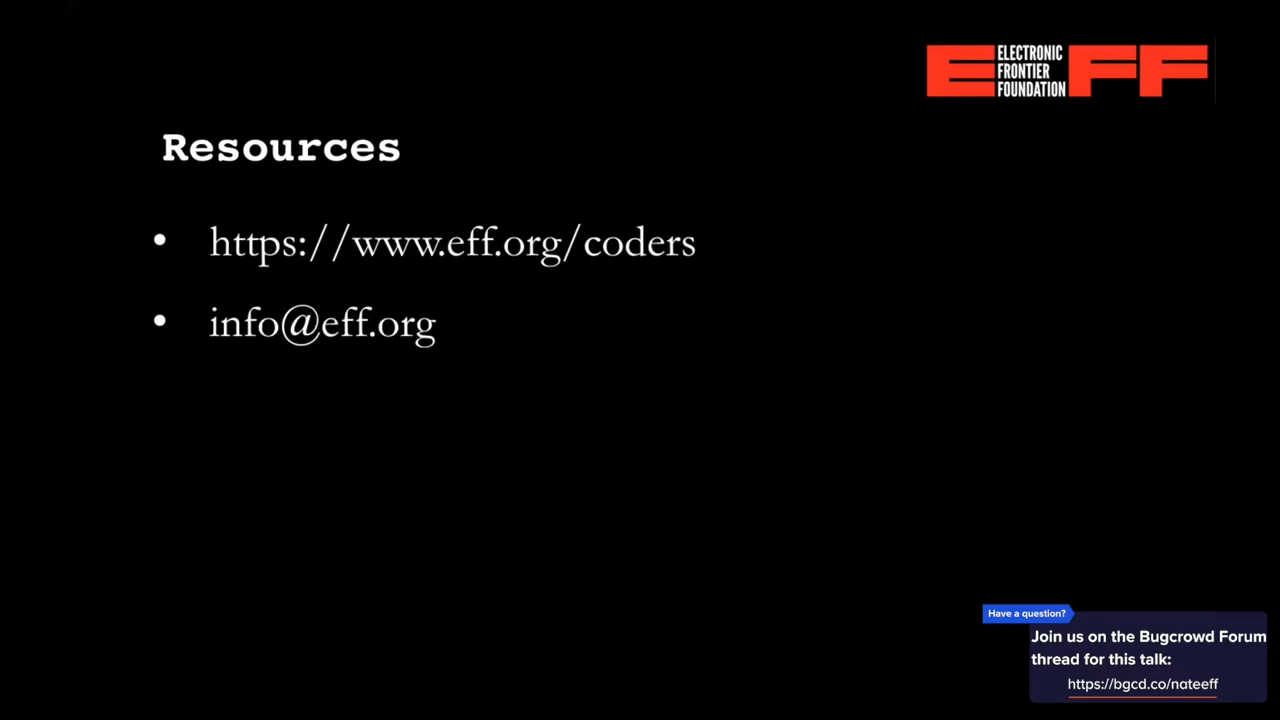 EFF
ELECTRONIC
FRONTIER
FOUNDATION
Resources
• https://www.eff.org/coders
• info@eff.org
Have a question?
Join us on the Bugcrowd Forum
thread for this talk:
https://bgcd.co/nateeff